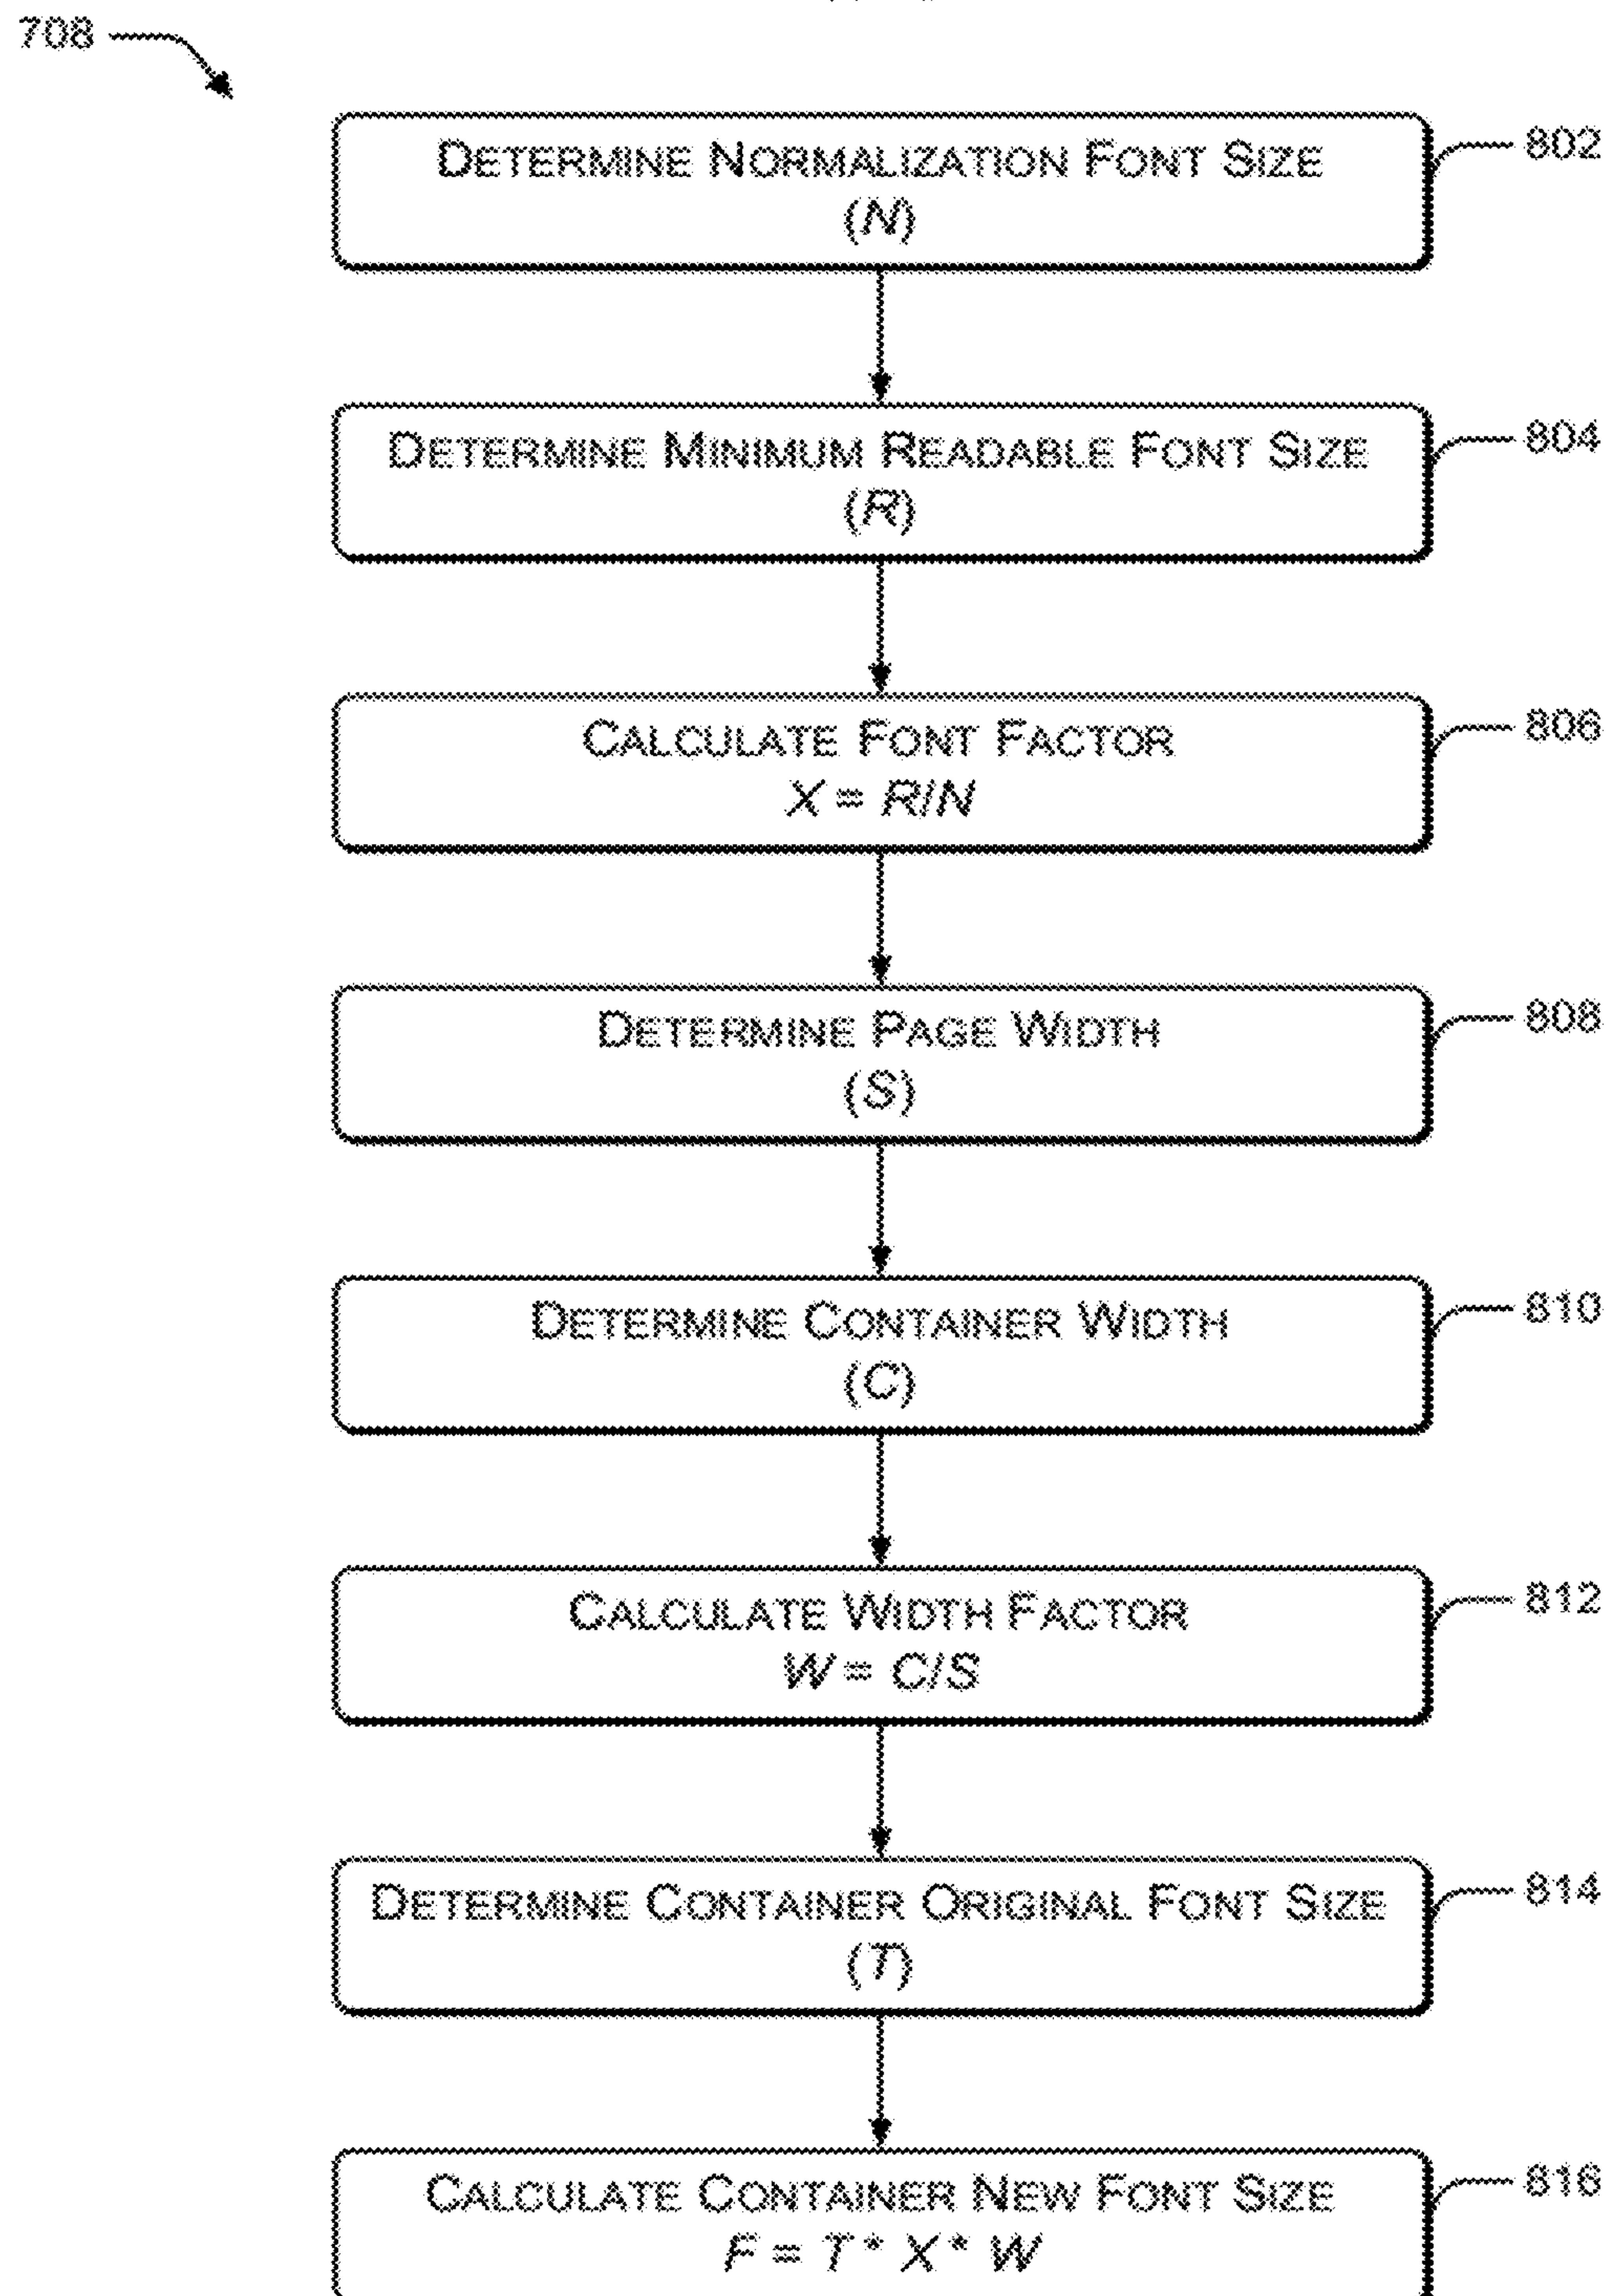 708
DETERMINE NORMALIZATION FONT SIZE
(N)
802
DETERMINE MINIMUM READABLE FONT SIZE
(R)
804
CALCULATE FONT FACTOR
X = R/N
806
DETERMINE PAGE WIDTH
(S)
808
DETERMINE CONTAINER WIDTH
(C)
810
CALCULATE WIDTH FACTOR
W = C/S
812
DETERMINE CONTAINER ORIGINAL FONT SIZE
(T)
814
CALCULATE CONTAINER NEW FONT SIZE
F = T * X * W
816